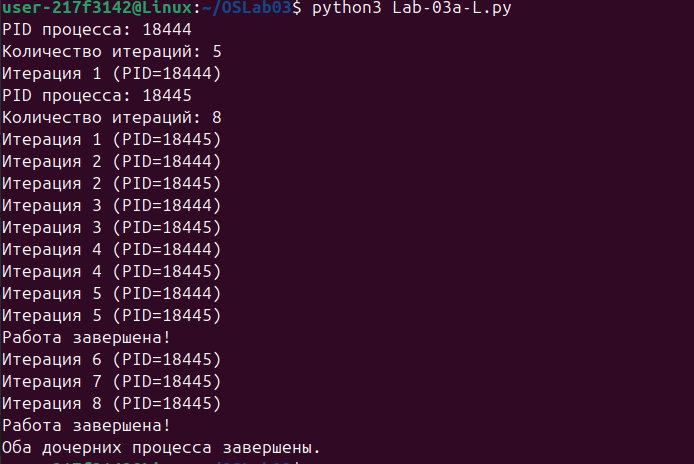 user-217f3142@Linux:~/OSLab03$ python3 Lab-03a-L.py
PID процесса: 18444
Количество итераций: 5
Итерация 1 (PID=18444)
PID процесса: 18445
Количество итераций: 8
Итерация 1 (PID=18445)
Итерация 2 (PID=18444)
Итерация 2 (PID=18445)
Итерация 3 (PID=18444)
Итерация 3 (PID=18445)
Итерация 4 (PID=18444)
Итерация 4 (PID=18445)
Итерация 5 (PID=18444)
Итерация 5 (PID=18445)
Работа завершена!
Итерация 6 (PID=18445)
Итерация 7 (PID=18445)
Итерация 8 (PID=18445)
Работа завершена!
Оба дочерних процесса завершены.